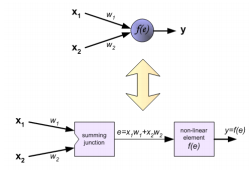 x₁
w₁
f(e)
y
x₂
w₂
x₁
w₁
summing
junction
e=x₁w₁+x₂w₂
non-linear
element
f(e)
y=f(e)
x₂
w₂